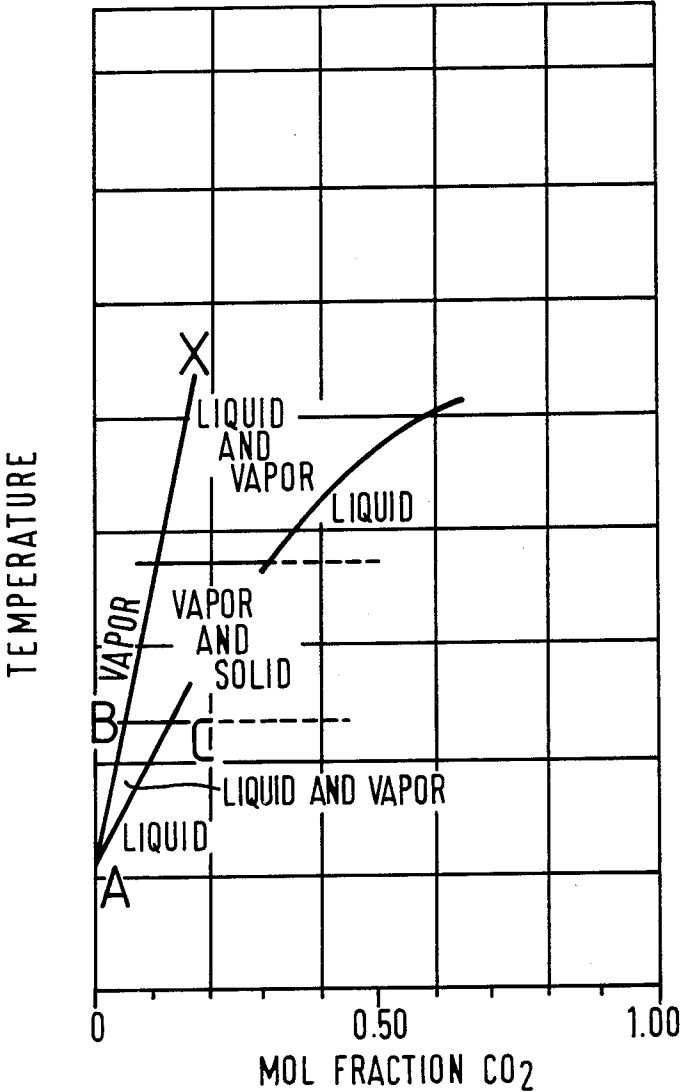 X
LIQUID
AND
VAPOR
LIQUID
TEMPERATURE
VAPOR
VAPOR
AND
SOLID
B
C
LIQUID AND VAPOR
LIQUID
A
0 0.50 1.00
MOL FRACTION CO2